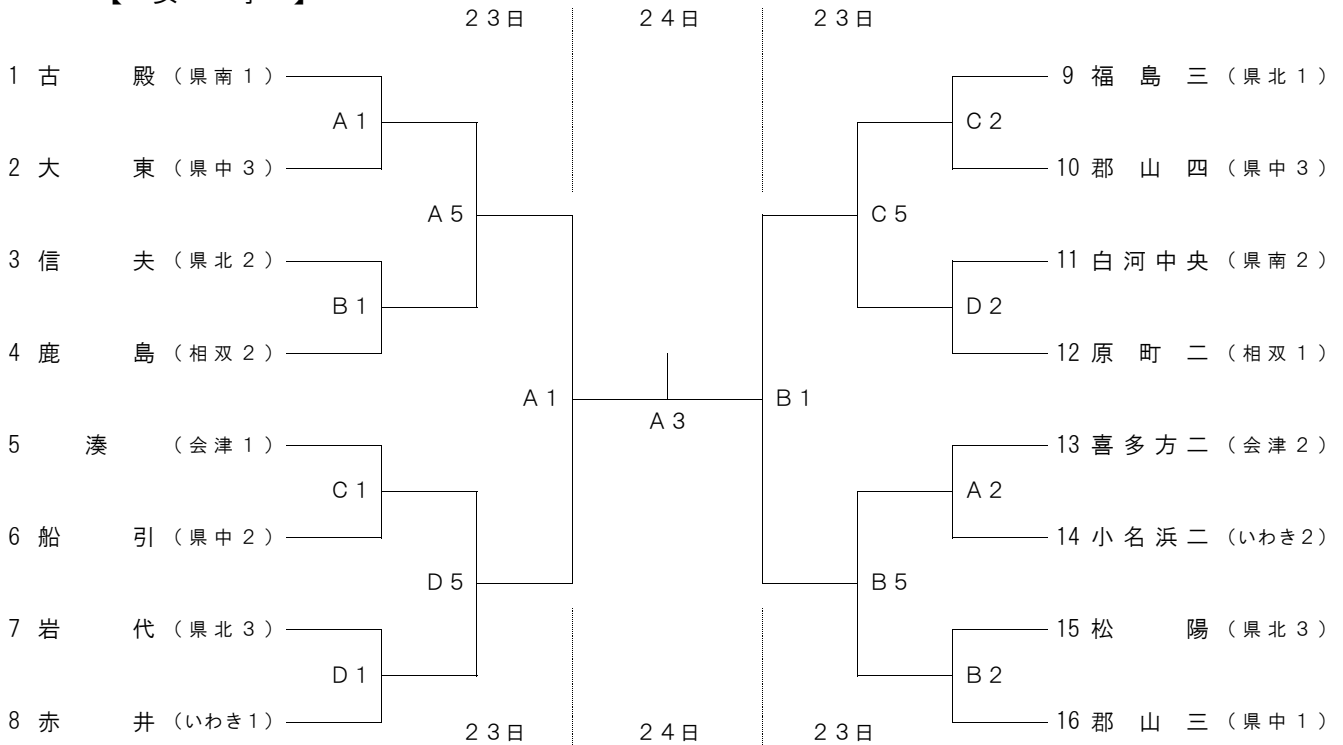 ２３日 ２４日 ２３日
1 古 殿 （県南１） 9 福 島 三 （県北１）
Ａ１ Ｃ２
2 大 東 （県中３） 10 郡 山 四 （県中３）
Ａ５ Ｃ５
3 信 夫 （県北２） 11 白河中央 （県南２）
Ｂ１ Ｄ２
4 鹿 島 （相双２） 12 原 町 二 （相双１）
Ａ１ Ｂ１
Ａ３
5 湊 （会津１） 13 喜多方二 （会津２）
Ｃ１ Ａ２
6 船 引 （県中２） 14 小名浜二 （いわき２）
Ｄ５ Ｂ５
7 岩 代 （県北３） 15 松 陽 （県北３）
Ｄ１ Ｂ２
8 赤 井 （いわき１） 16 郡 山 三 （県中１）
２３日 ２４日 ２３日